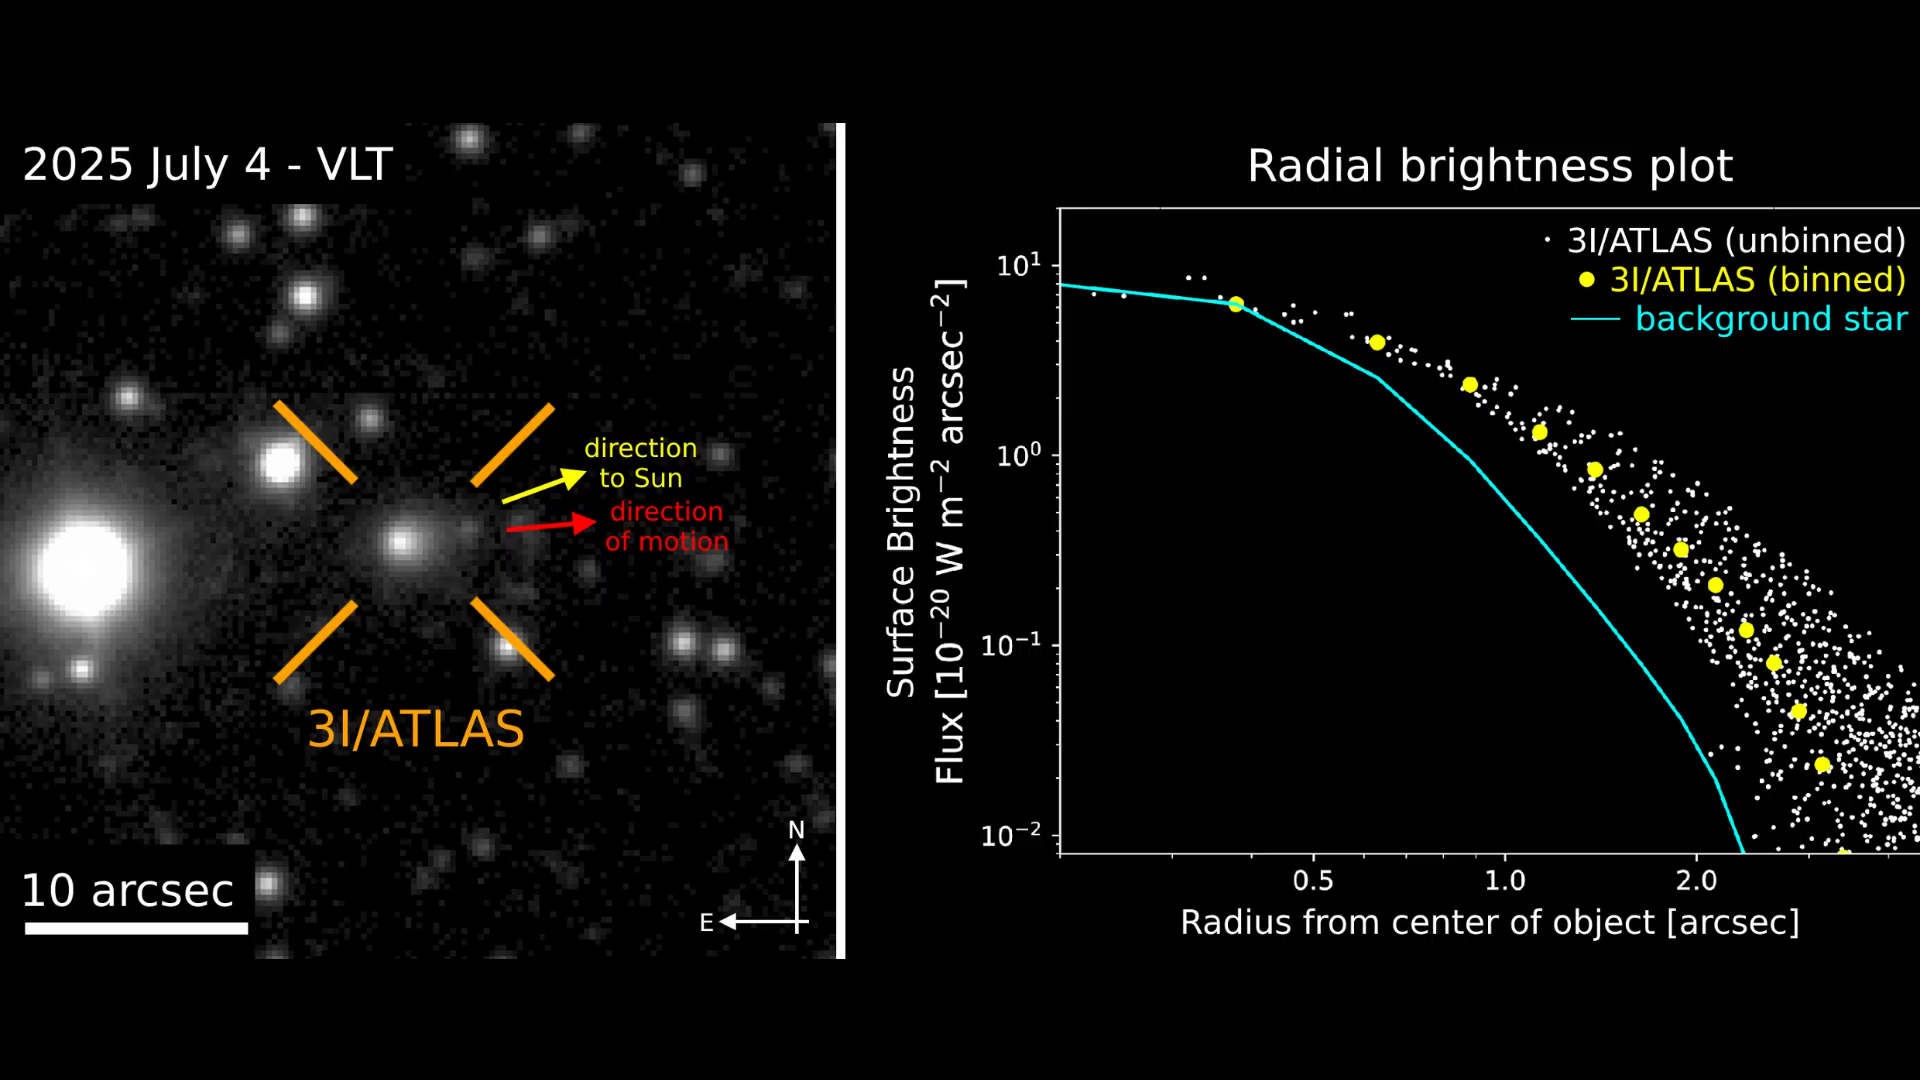 2025 July 4 - VLT
direction
to Sun
direction
of motion
3I/ATLAS
10 arcsec
N
E
Radial brightness plot
3I/ATLAS (unbinned)
3I/ATLAS (binned)
background star
Surface Brightness
Flux [10⁻²⁰ W m⁻² arcsec⁻²]
10¹
10⁰
10⁻¹
10⁻²
0.5 1.0 2.0
Radius from center of object [arcsec]